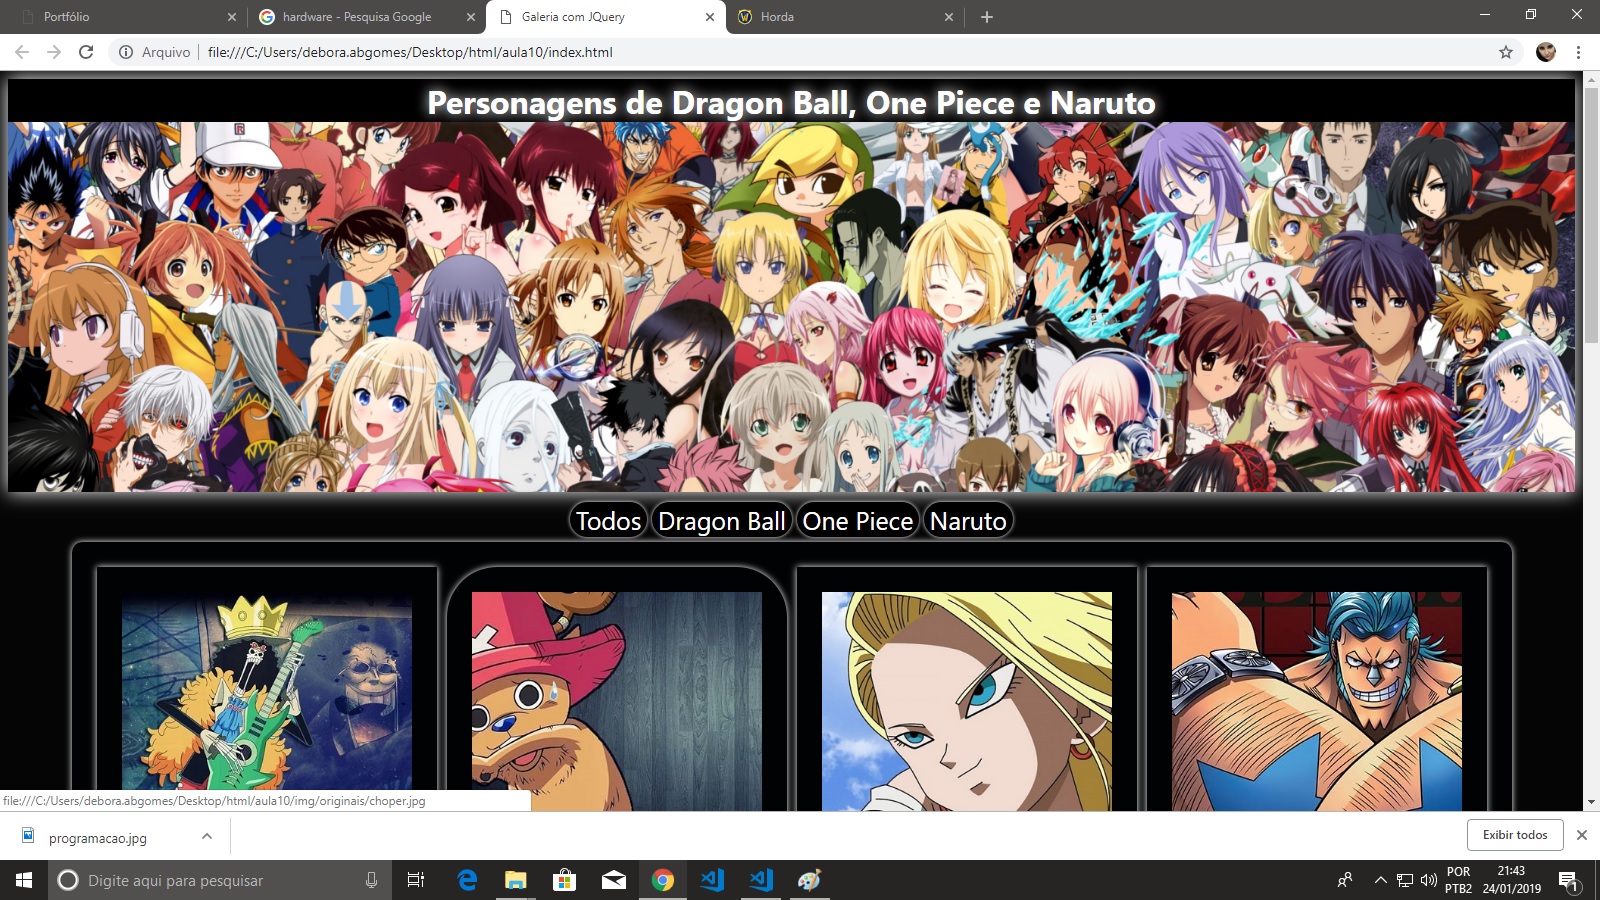 Portfólio
hardware - Pesquisa Google
Galeria com JQuery
Horda
Arquivo
file:///C:/Users/debora.abgomes/Desktop/html/aula10/index.html
Personagens de Dragon Ball, One Piece e Naruto
Todos
Dragon Ball
One Piece
Naruto
file:///C:/Users/debora.abgomes/Desktop/html/aula10/img/originais/choper.jpg
programacao.jpg
Exibir todos
Digite aqui para pesquisar
POR
PTB2
21:43
24/01/2019
1